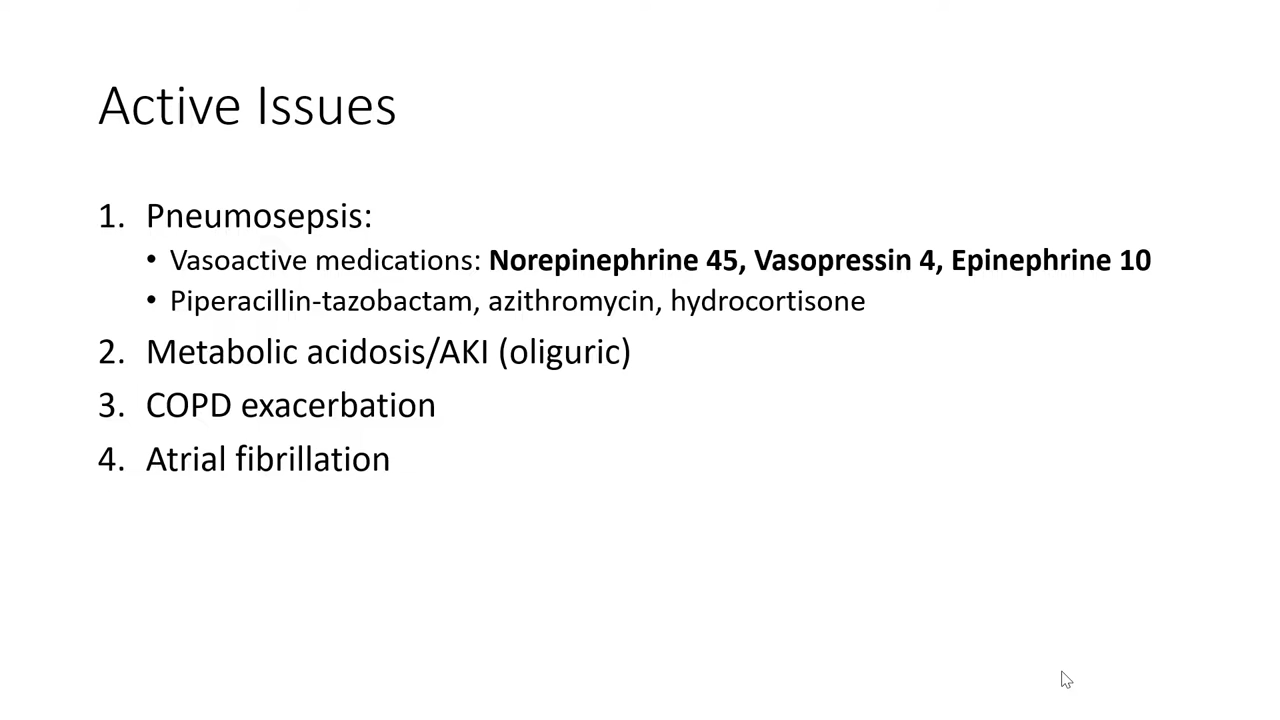 Active Issues
1. Pneumosepsis:
• Vasoactive medications: Norepinephrine 45, Vasopressin 4, Epinephrine 10
• Piperacillin-tazobactam, azithromycin, hydrocortisone
2. Metabolic acidosis/AKI (oliguric)
3. COPD exacerbation
4. Atrial fibrillation